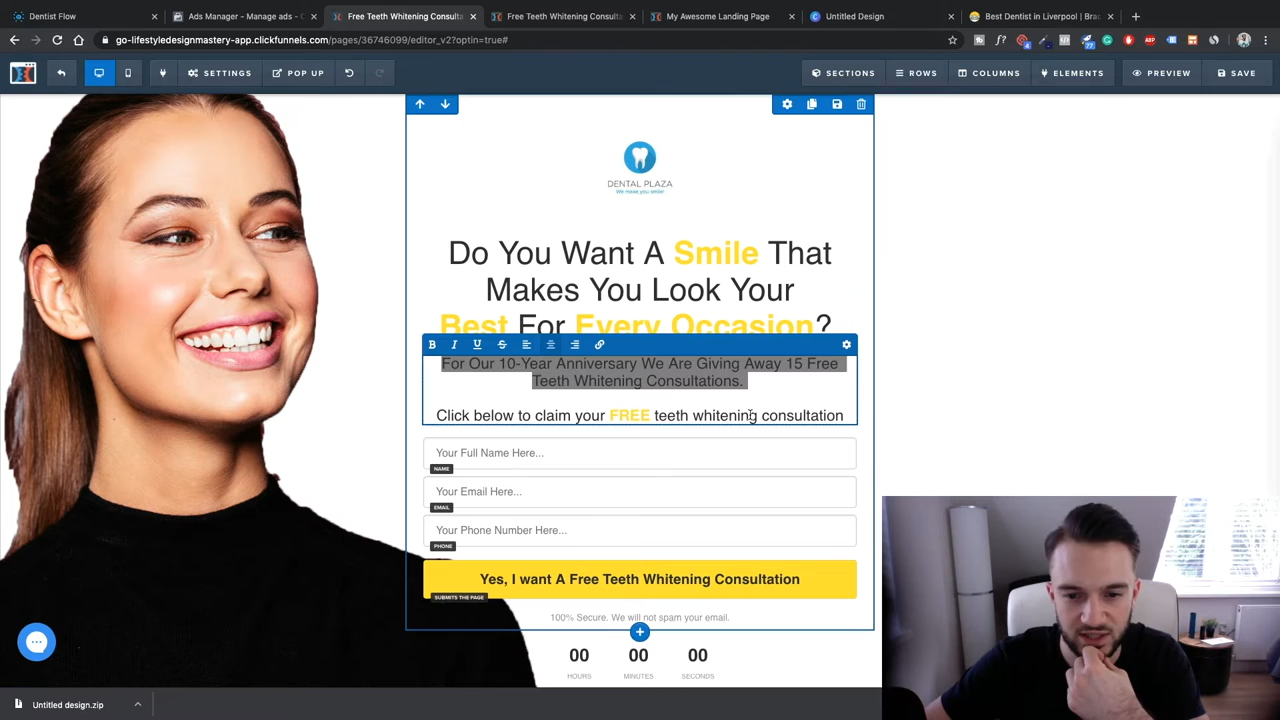 Dentist Flow
Ads Manager - Manage ads - C
Free Teeth Whitening Consulta
Free Teeth Whitening Consulta
My Awesome Landing Page
Untitled Design
Best Dentist in Liverpool | Brac
go-lifestyledesignmastery-app.clickfunnels.com/pages/36746099/editor_v2?optin=true#
SETTINGS
POP UP
SECTIONS
ROWS
COLUMNS
ELEMENTS
PREVIEW
SAVE
DENTAL PLAZA
We make you smile!
Do You Want A Smile That
Makes You Look Your
Best For Every Occasion?
B I U S
For Our 10-Year Anniversary We Are Giving Away 15 Free
Teeth Whitening Consultations.
Click below to claim your FREE teeth whitening consultation
Your Full Name Here...
NAME
Your Email Here...
EMAIL
Your Phone Number Here...
PHONE
Yes, I want A Free Teeth Whitening Consultation
SUBMITS THE PAGE
100% Secure. We will not spam your email.
00 00 00
HOURS MINUTES SECONDS
Untitled design.zip